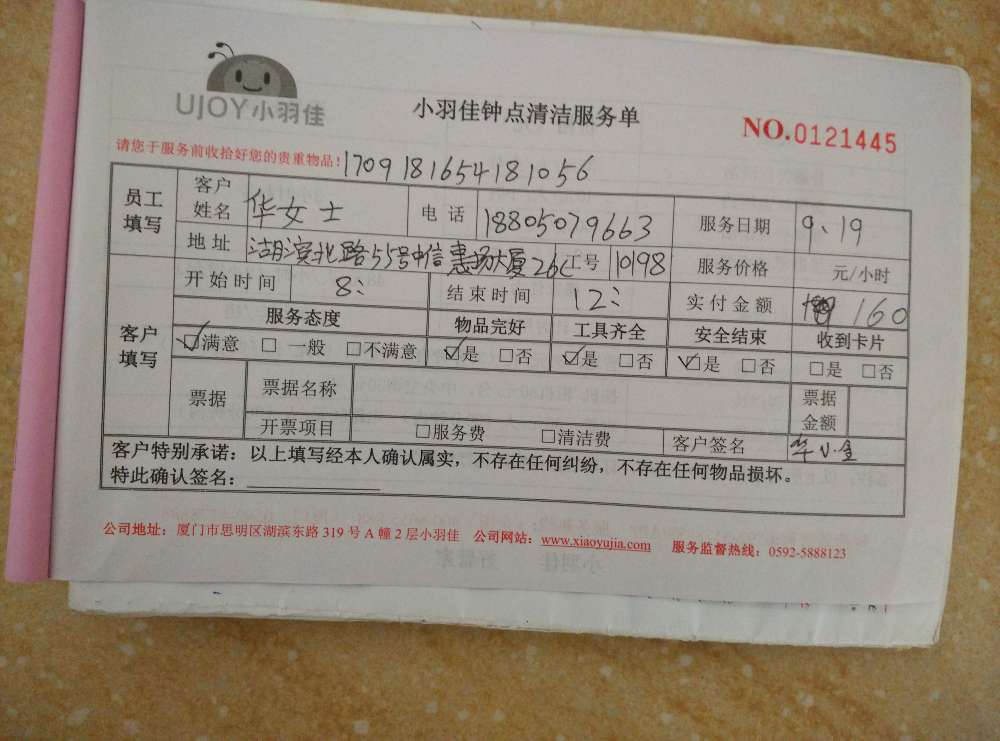 UJOY小羽佳
小羽佳钟点清洁服务单
NO.0121445
请您于服务前收拾好您的贵重物品!
170918165418 1056
员工填写 客户姓名 华女士 电话 18805079663 服务日期 9、19
地址 湖滨北路55号中信惠扬大厦26C 工号 10198 服务价格 元/小时
客户填写 开始时间 8: 结束时间 12: 实付金额 160
服务态度 物品完好 工具齐全 安全结束 收到卡片
☑满意 □一般 □不满意 ☑是 □否 ☑是 □否 ☑是 □否 □是 □否
票据 票据名称 票据金额
开票项目 □服务费 □清洁费 客户签名
客户特别承诺：以上填写经本人确认属实，不存在任何纠纷，不存在任何物品损坏。
特此确认签名：
公司地址：厦门市思明区湖滨东路 319 号 A 幢 2 层小羽佳 公司网站：www.xiaoyujia.com 服务监督热线：0592-5888123